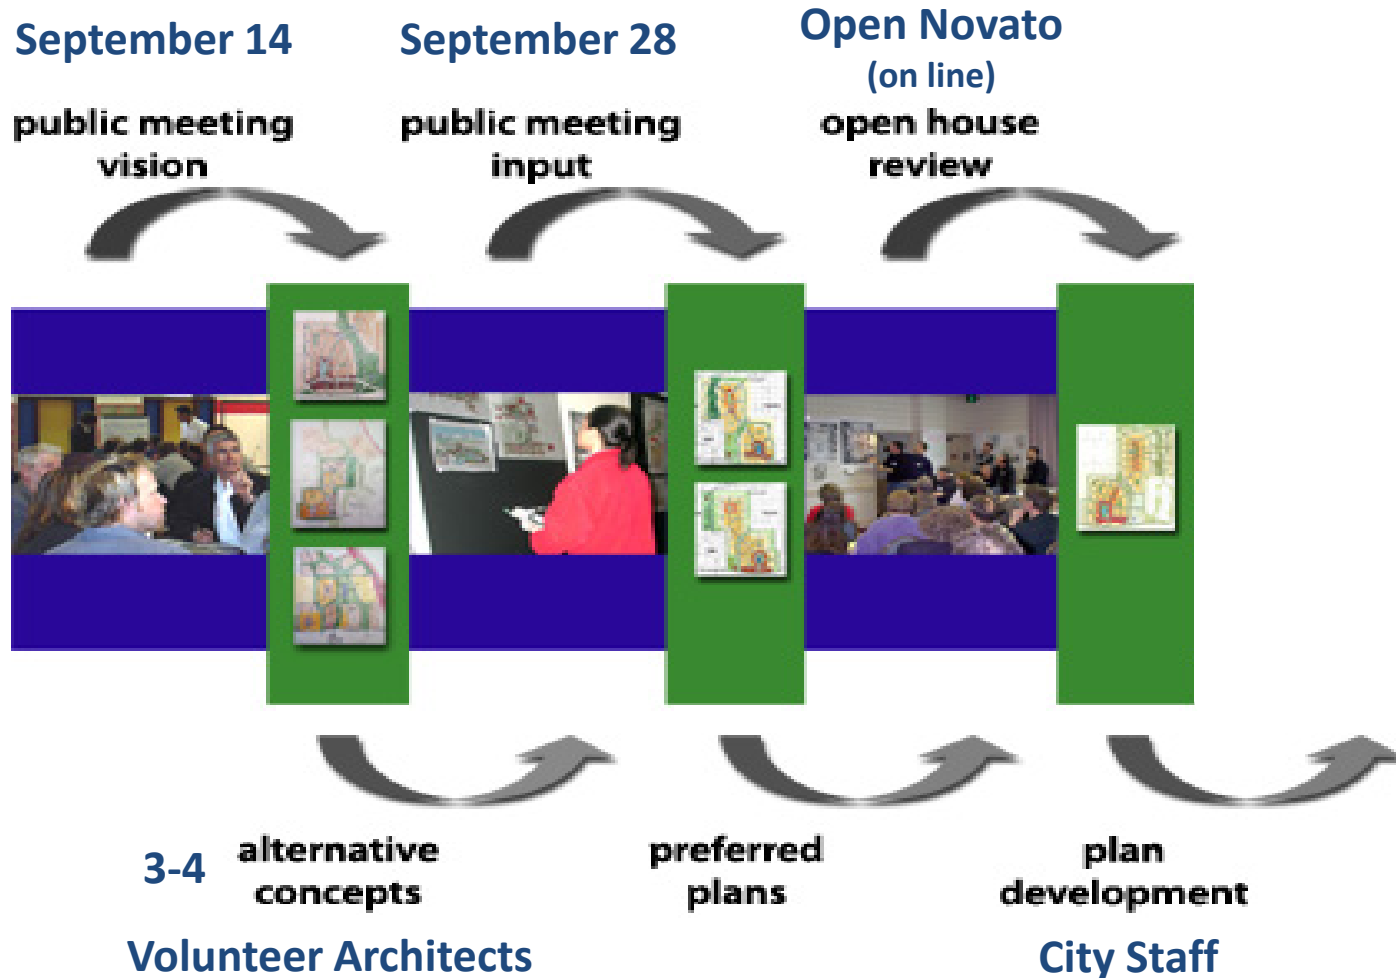 September 14
public meeting
vision
September 28
public meeting
input
Open Novato
(on line)
open house
review
3-4
alternative
concepts
Volunteer Architects
preferred
plans
plan
development
City Staff